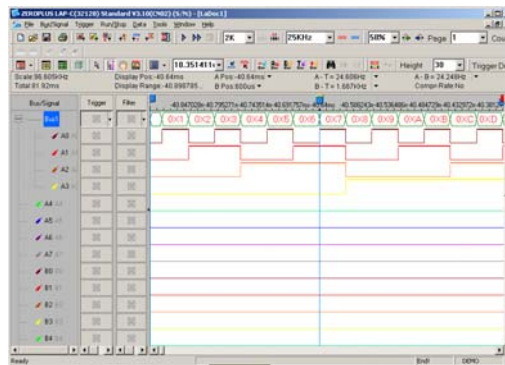 ZEROPLUS LAP-C(32128) Standard V3.10(CN02) (S/N:) - [LaDoc1]
File Bus/Signal Trigger Run/Stop Data Tools Window Help
2K 25KHz 50% Page 1 Cou
Height 30 Trigger D
Scale:96.605KHz Display Pos:-40.64ms A Pos:-40.64ms A - T = 24.606Hz A - B = 24.248Hz
Total:81.92ms B Pos:600us B - T = 1.667KHz Compr-Rate:No
Bus/Signal Trigger Filter
Bus1 0X1 0X2 0X3 0X4 0X5 0X6 0X7 0X8 0X9 0XA 0XB 0XC 0XD
A0
A1
A2
A3
A4
A5
A6
A7
B0
B1
B2
B3
B4
Ready End! DEMO